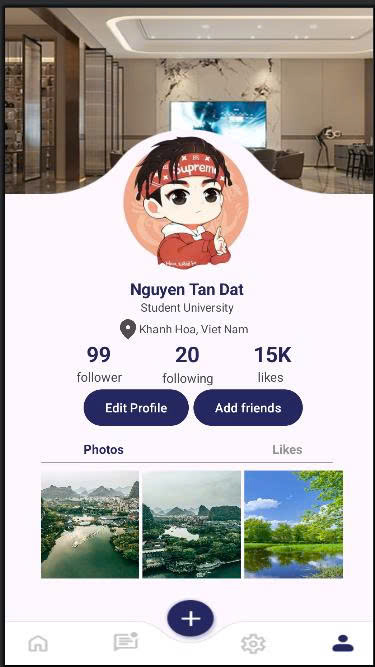 Supreme
Nguyen Tan Dat
Student University
Khanh Hoa, Viet Nam
99 20 15K
follower following likes
Edit Profile Add friends
Photos Likes